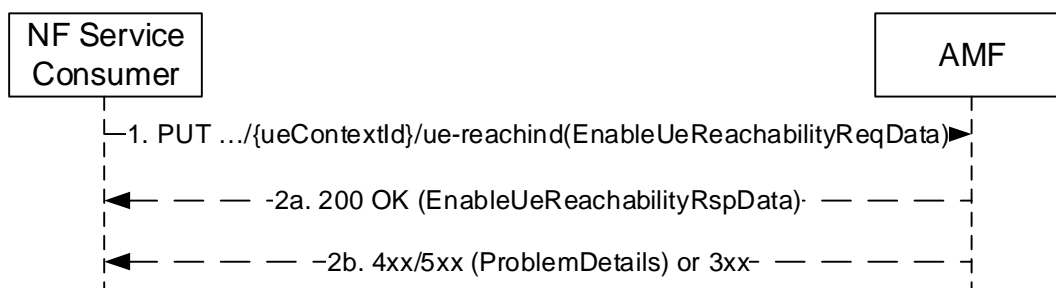 NF Service
Consumer
AMF
1. PUT …/{ueContextId}/ue-reachind(EnableUeReachabilityReqData)
2a. 200 OK (EnableUeReachabilityRspData)
2b. 4xx/5xx (ProblemDetails) or 3xx